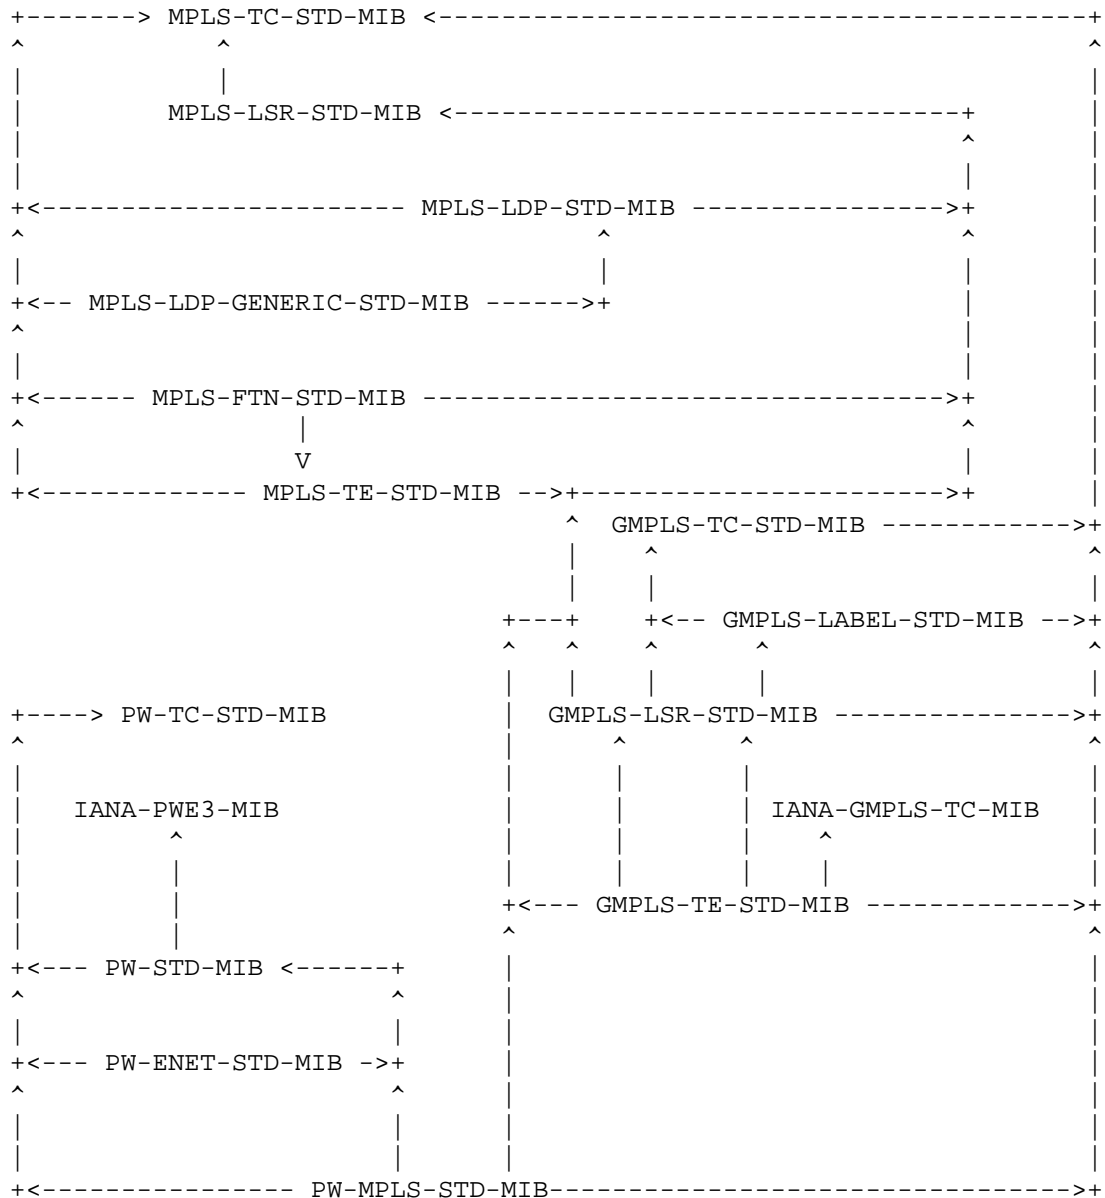 +-------> MPLS-TC-STD-MIB <-----------------------------------------+
^            ^                                                      ^
|            |                                                      |
|         MPLS-LSR-STD-MIB <--------------------------------+       |
|                                                           ^       |
|                                                           |       |
+<----------------------- MPLS-LDP-STD-MIB ---------------->+       |
^                                    ^                      ^       |
|                                    |                      |       |
+<-- MPLS-LDP-GENERIC-STD-MIB ------>+                      |       |
^                                                           |       |
|                                                           |       |
+<------ MPLS-FTN-STD-MIB --------------------------------->+       |
^                 |                                         ^       |
|                 V                                         |       |
+<------------- MPLS-TE-STD-MIB -->+----------------------->+       |
                                   ^  GMPLS-TC-STD-MIB ------------>+
                                   |    ^                           ^
                                   |    |                           |
                               +---+    +<-- GMPLS-LABEL-STD-MIB -->+
                               ^   ^    ^      ^                    ^
                               |   |    |      |                    |
+----> PW-TC-STD-MIB           |  GMPLS-LSR-STD-MIB --------------->+
^                              |      ^       ^                     ^
|                              |      |       |                     |
|   IANA-PWE3-MIB              |      |       | IANA-GMPLS-TC-MIB   |
|         ^                    |      |       |    ^                |
|         |                    |      |       |    |                |
|         |                    +<--- GMPLS-TE-STD-MIB ------------->+
|         |                    ^                                    ^
+<--- PW-STD-MIB <------+      |                                    |
^                       ^      |                                    |
|                       |      |                                    |
+<--- PW-ENET-STD-MIB ->+      |                                    |
^                       ^      |                                    |
|                       |      |                                    |
|                       |      |                                    |
+<---------------- PW-MPLS-STD-MIB--------------------------------->+